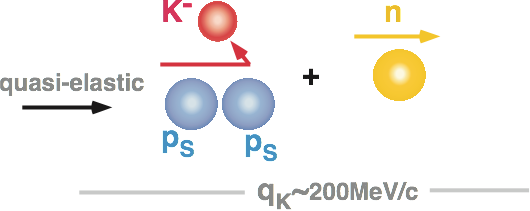 K-
n
quasi-elastic
+
pS
pS
qK~200MeV/c